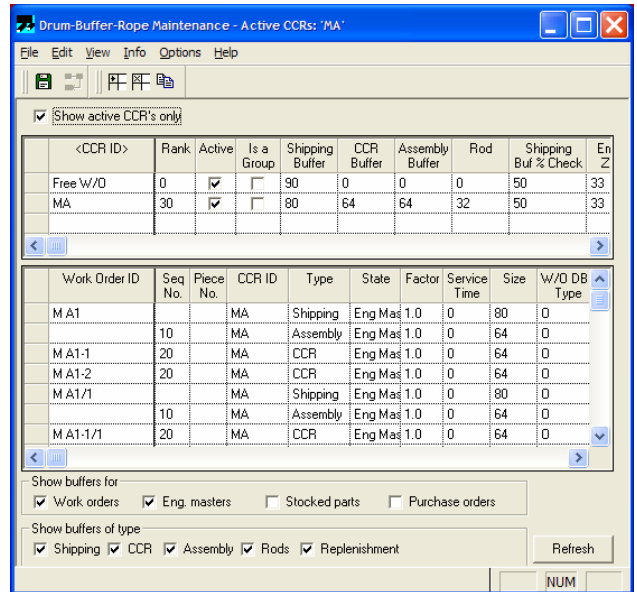 Drum-Buffer-Rope Maintenance - Active CCRs: 'MA'
File Edit View Info Options Help
Show active CCR's only
<CCR ID> Rank Active Is a Group Shipping Buffer CCR Buffer Assembly Buffer Rod Shipping Buf % Check En Z
Free W/O 0 90 0 0 0 50 33
MA 30 80 64 64 32 50 33
Work Order ID Seq No. Piece No. CCR ID Type State Factor Service Time Size W/O DB Type
M A1 MA Shipping Eng Mas 1.0 0 80 0
10 MA Assembly Eng Mas 1.0 0 64 0
M A1-1 20 MA CCR Eng Mas 1.0 0 64 0
M A1-2 20 MA CCR Eng Mas 1.0 0 64 0
M A1/1 MA Shipping Eng Mas 1.0 0 80 0
10 MA Assembly Eng Mas 1.0 0 64 0
M A1-1/1 20 MA CCR Eng Mas 1.0 0 64 0
Show buffers for
Work orders Eng. masters Stocked parts Purchase orders
Show buffers of type
Shipping CCR Assembly Rods Replenishment Refresh
NUM